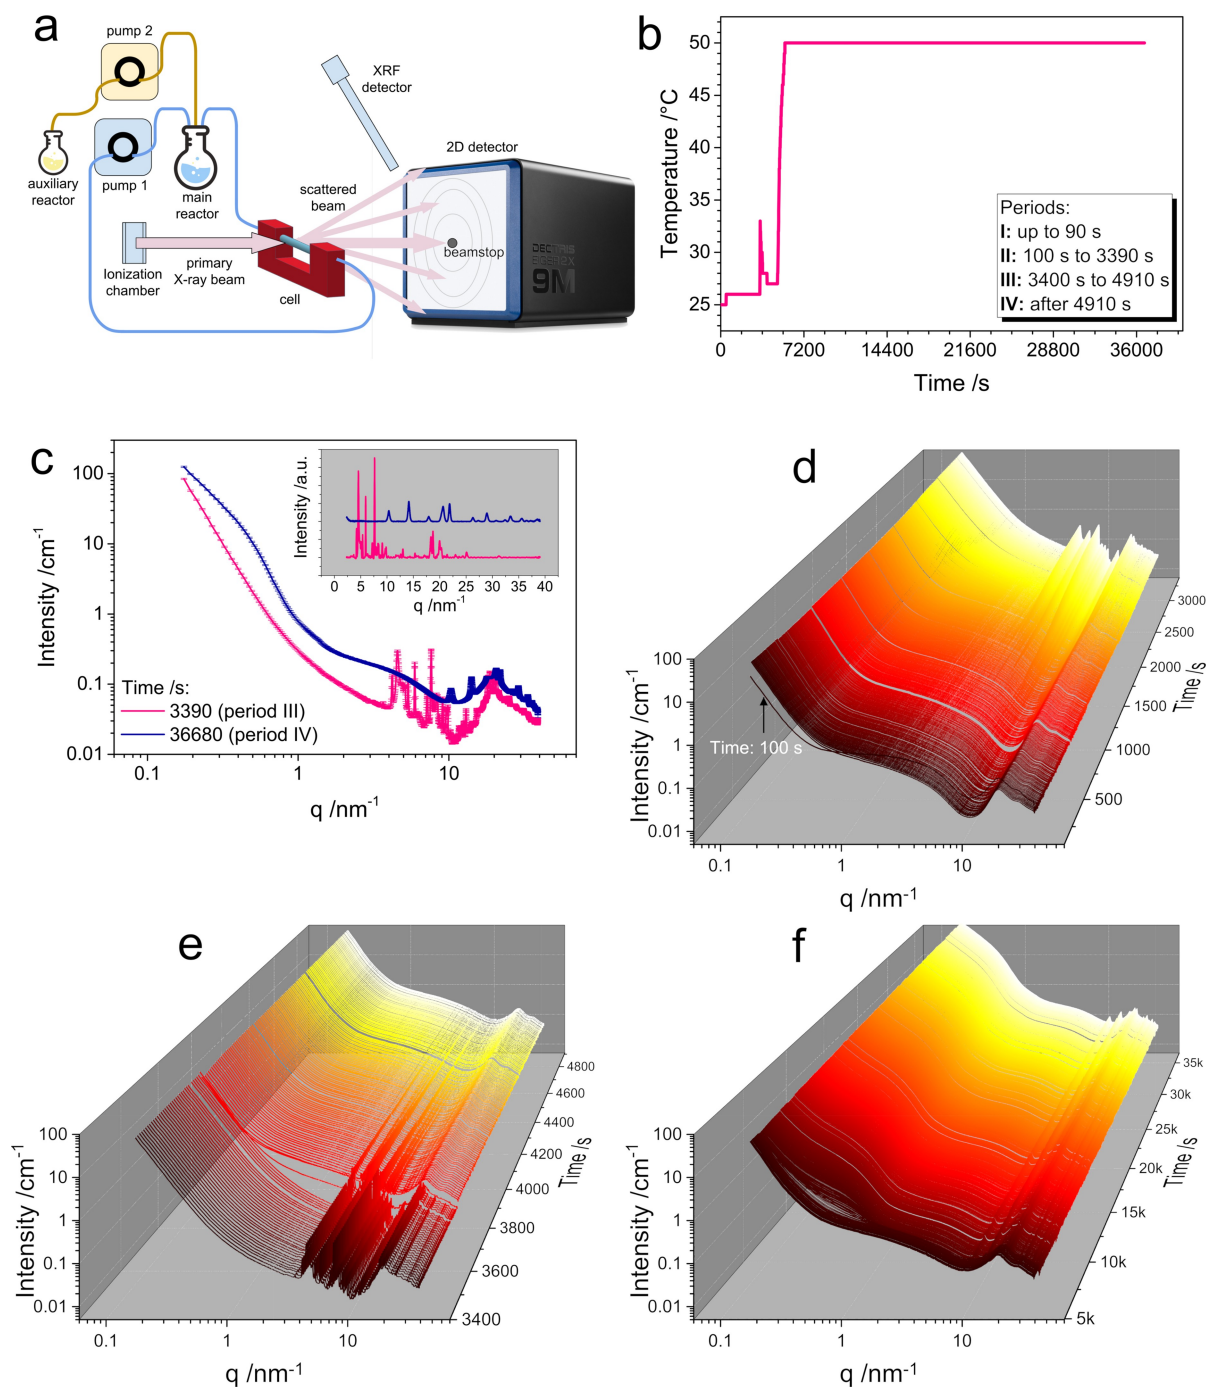 a
pump 2
XRF
detector
2D detector
auxiliary
reactor
pump 1
main
reactor
scattered
beam
Ionization
chamber
primary
X-ray beam
cell
beamstop
DECTRIS
9M
b
Temperature /°C
50
45
40
35
30
25
0
7200
14400
21600
28800
36000
Time /s
Periods:
I: up to 90 s
II: 100 s to 3390 s
III: 3400 s to 4910 s
IV: after 4910 s
c
Intensity /cm⁻¹
100
10
1
0.1
0.01
0.1
1
10
q /nm⁻¹
Time /s:
3390 (period III)
36680 (period IV)
Intensity /a.u.
0 5 10 15 20 25 30 35 40
q /nm⁻¹
d
Intensity /cm⁻¹
100
10
1
0.1
0.01
0.1
1
10
q /nm⁻¹
Time: 100 s
500
1000
1500
2000
2500
3000
Time /s
e
Intensity /cm⁻¹
100
10
1
0.1
0.01
0.1
1
10
q /nm⁻¹
3400
3600
3800
4000
4200
4400
4600
4800
Time /s
f
Intensity /cm⁻¹
100
10
1
0.1
0.01
0.1
1
10
q /nm⁻¹
5k
10k
15k
20k
25k
30k
35k
Time /s